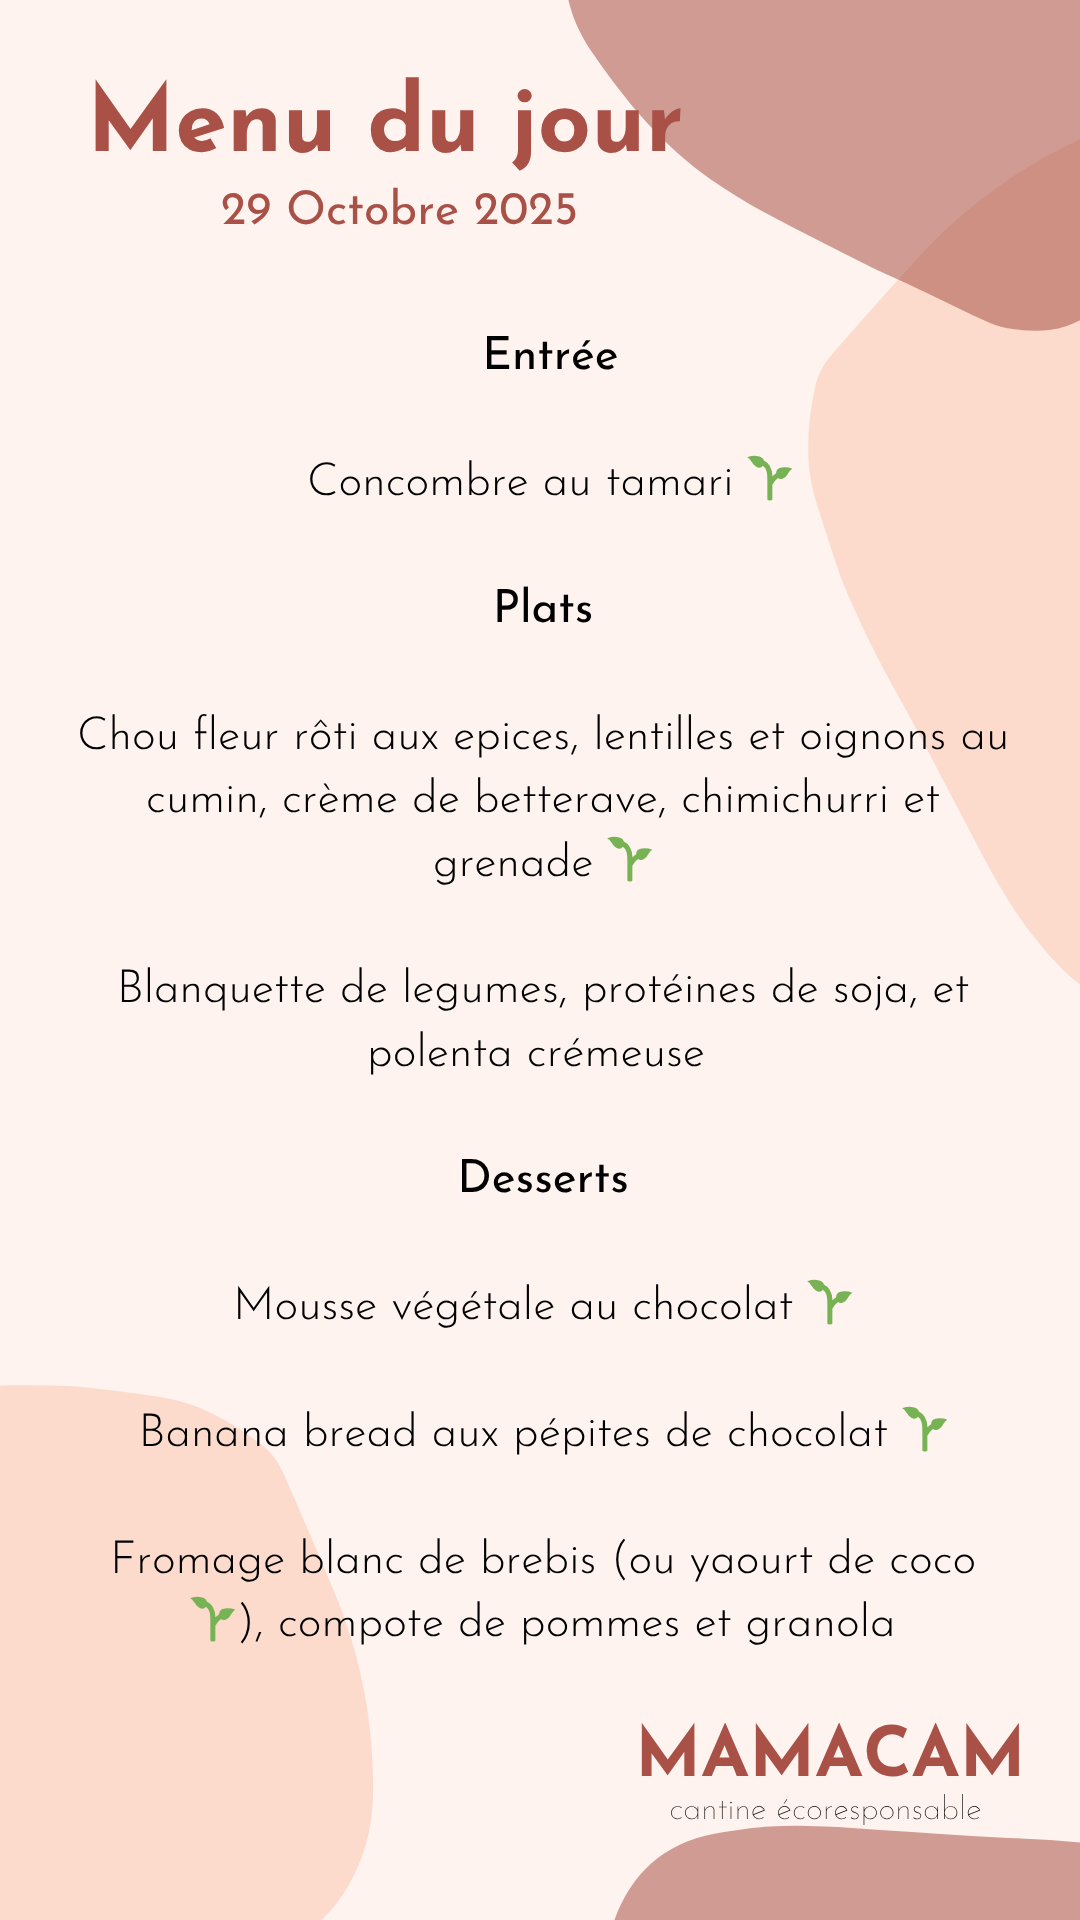 Menu du jour
29 Octobre 2025
Entrée
Concombre au tamari 🌱
Plats
Chou fleur rôti aux epices, lentilles et oignons au
cumin, crème de betterave, chimichurri et
grenade 🌱
Blanquette de legumes, protéines de soja, et
polenta crémeuse
Desserts
Mousse végétale au chocolat 🌱
Banana bread aux pépites de chocolat 🌱
Fromage blanc de brebis (ou yaourt de coco
🌱), compote de pommes et granola
MAMACAM
cantine écoresponsable